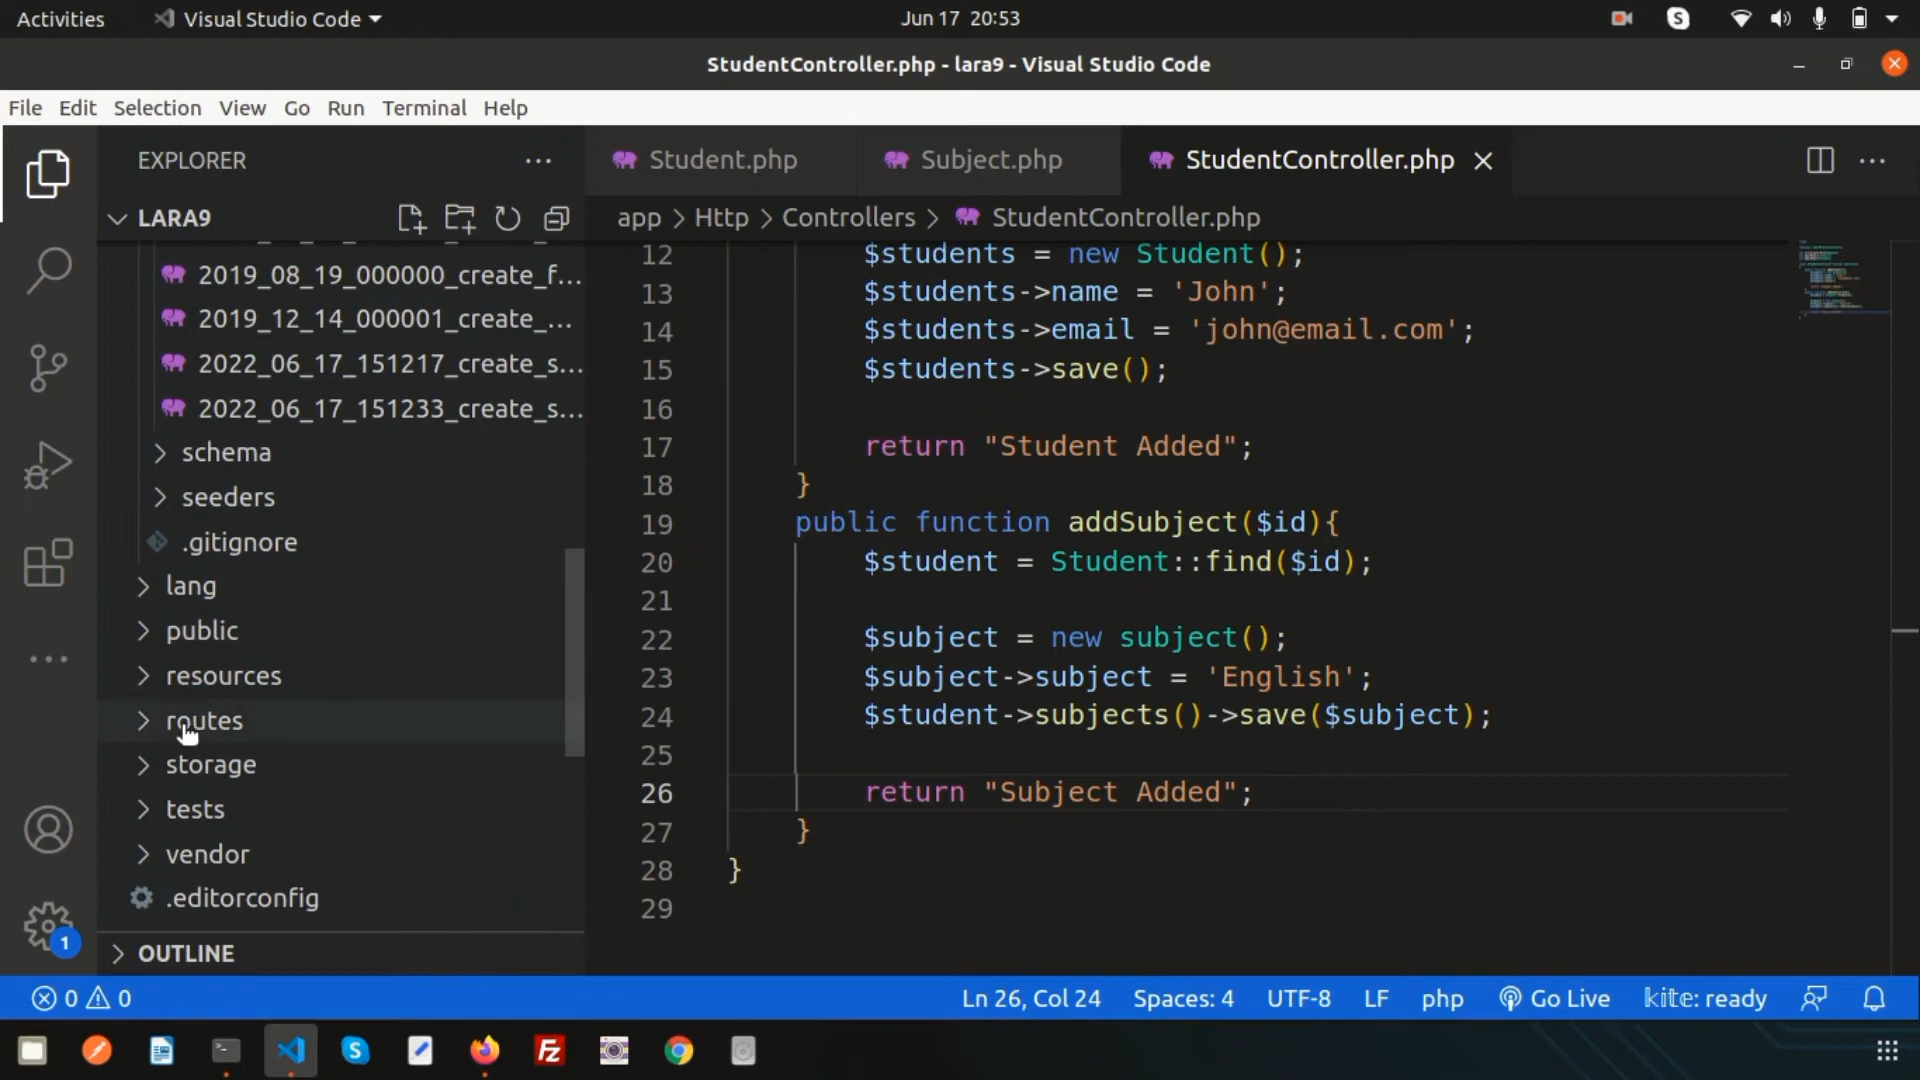 Activities
Visual Studio Code
Jun 17 20:53
StudentController.php - lara9 - Visual Studio Code
File Edit Selection View Go Run Terminal Help
EXPLORER
Student.php
Subject.php
StudentController.php
LARA9
app > Http > Controllers > StudentController.php
2019_08_19_000000_create_f...
2019_12_14_000001_create_...
2022_06_17_151217_create_s...
2022_06_17_151233_create_s...
schema
seeders
.gitignore
lang
public
resources
routes
storage
tests
vendor
.editorconfig
OUTLINE
12 $students = new Student();
13 $students->name = 'John';
14 $students->email = 'john@email.com';
15 $students->save();
16
17 return "Student Added";
18 }
19 public function addSubject($id){
20 $student = Student::find($id);
21
22 $subject = new subject();
23 $subject->subject = 'English';
24 $student->subjects()->save($subject);
25
26 return "Subject Added";
27 }
28 }
29
1
0 0
Ln 26, Col 24
Spaces: 4
UTF-8
LF
php
Go Live
kite: ready